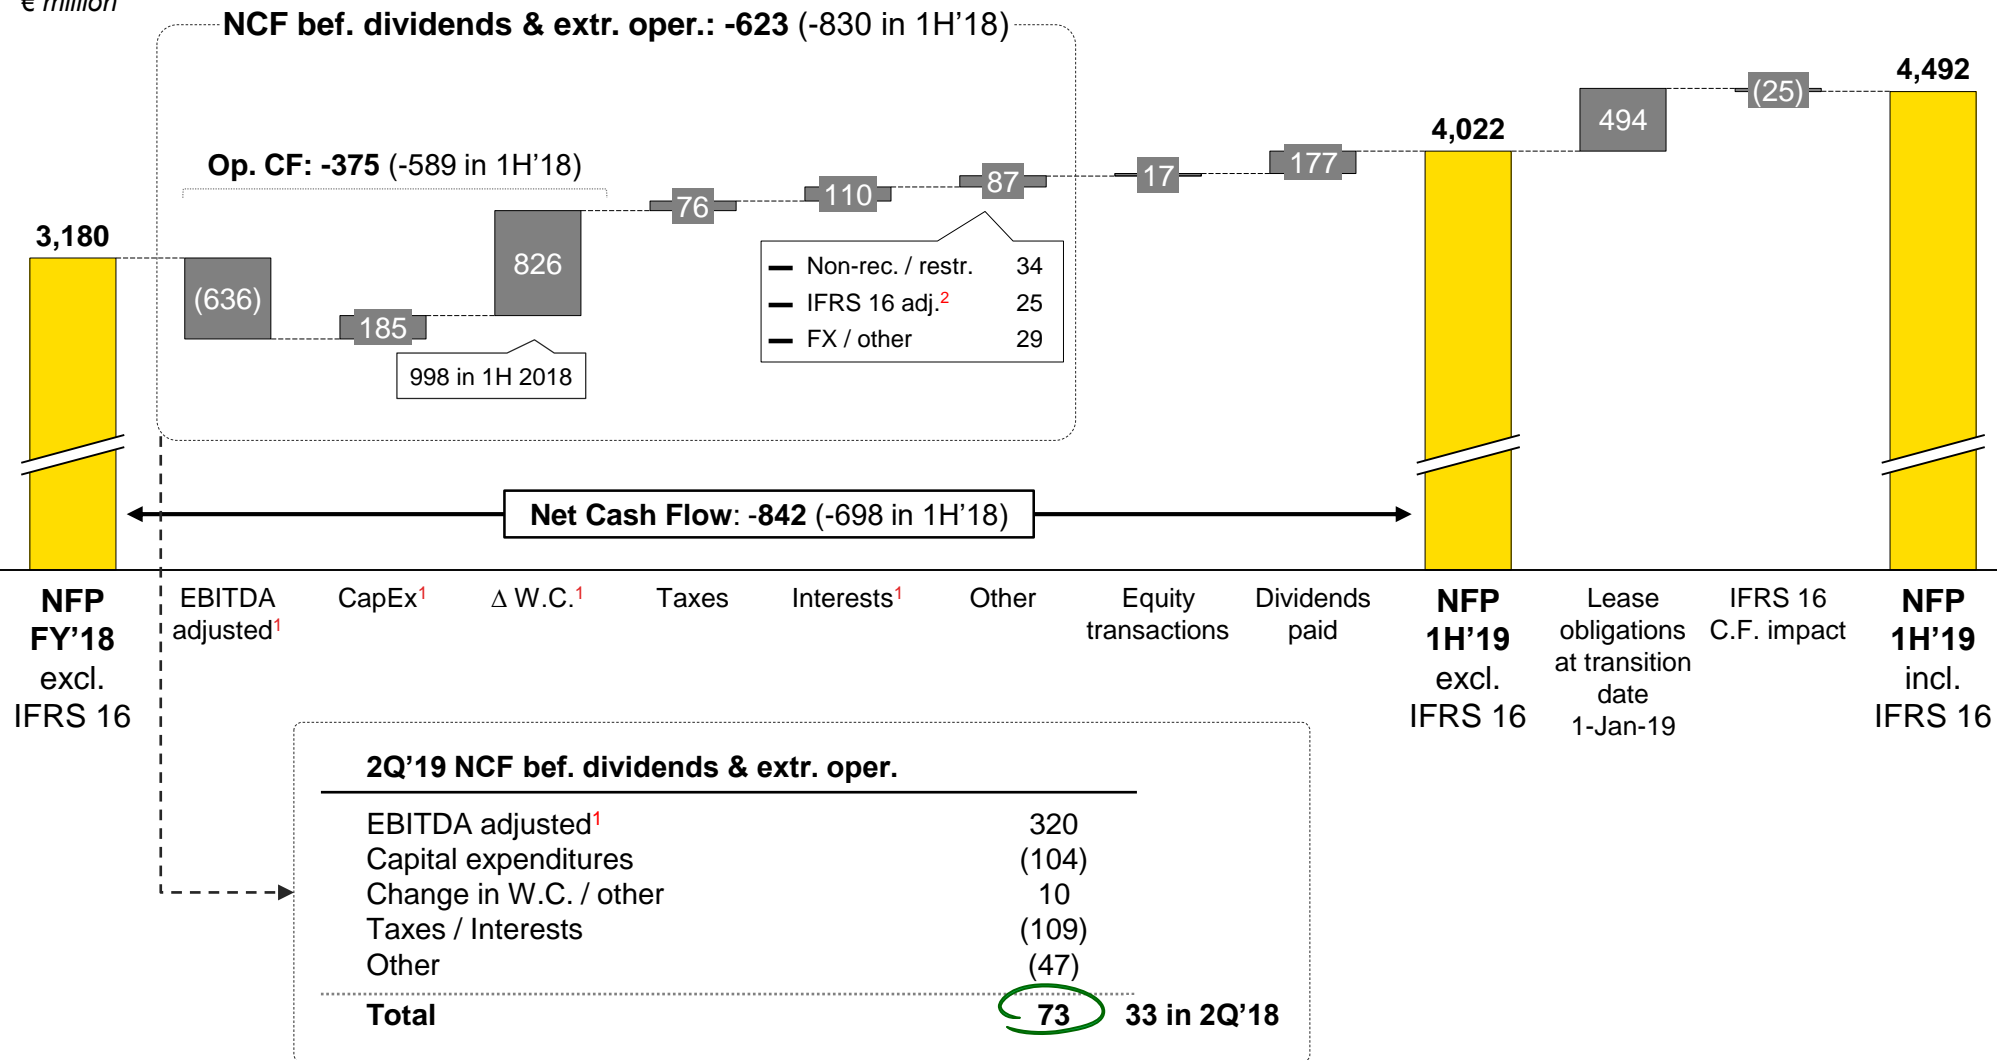 € million
NCF bef. dividends & extr. oper.: -623 (-830 in 1H'18)
Op. CF: -375 (-589 in 1H'18)
3,180
(636)
185
826
998 in 1H 2018
76
110
87
Non-rec. / restr. 34
IFRS 16 adj.2 25
FX / other 29
17
177
4,022
494
(25)
4,492
Net Cash Flow: -842 (-698 in 1H'18)
NFP
FY'18
excl.
IFRS 16
EBITDA
adjusted1
CapEx1
Δ W.C.1
Taxes
Interests1
Other
Equity
transactions
Dividends
paid
NFP
1H'19
excl.
IFRS 16
Lease
obligations
at transition
date
1-Jan-19
IFRS 16
C.F. impact
NFP
1H'19
incl.
IFRS 16
2Q'19 NCF bef. dividends & extr. oper.
EBITDA adjusted1 320
Capital expenditures (104)
Change in W.C. / other 10
Taxes / Interests (109)
Other (47)
Total 73 33 in 2Q'18